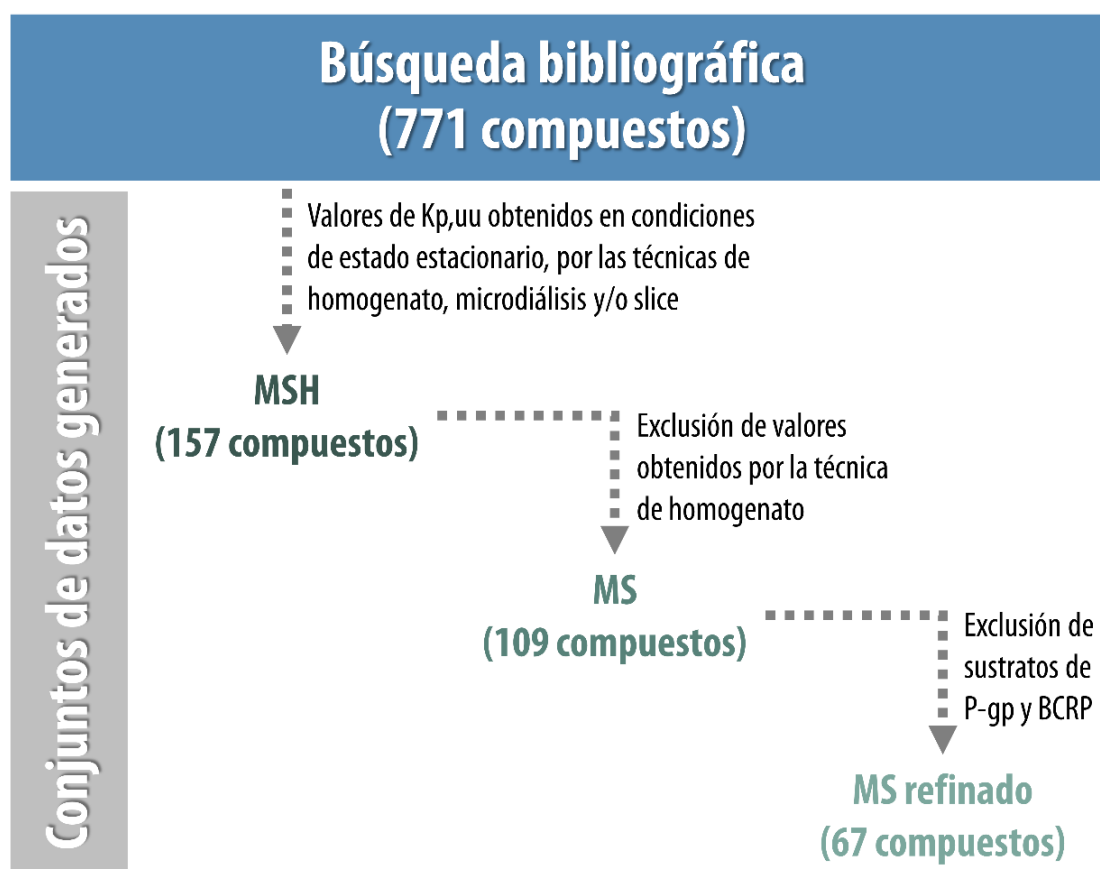 Búsqueda bibliográfica
(771 compuestos)
Conjuntos de datos generados
Valores de Kp,uu obtenidos en condiciones
de estado estacionario, por las técnicas de
homogenato, microdiálisis y/o slice
MSH
(157 compuestos)
Exclusión de valores
obtenidos por la técnica
de homogenato
MS
(109 compuestos)
Exclusión de
sustratos de
P-gp y BCRP
MS refinado
(67 compuestos)